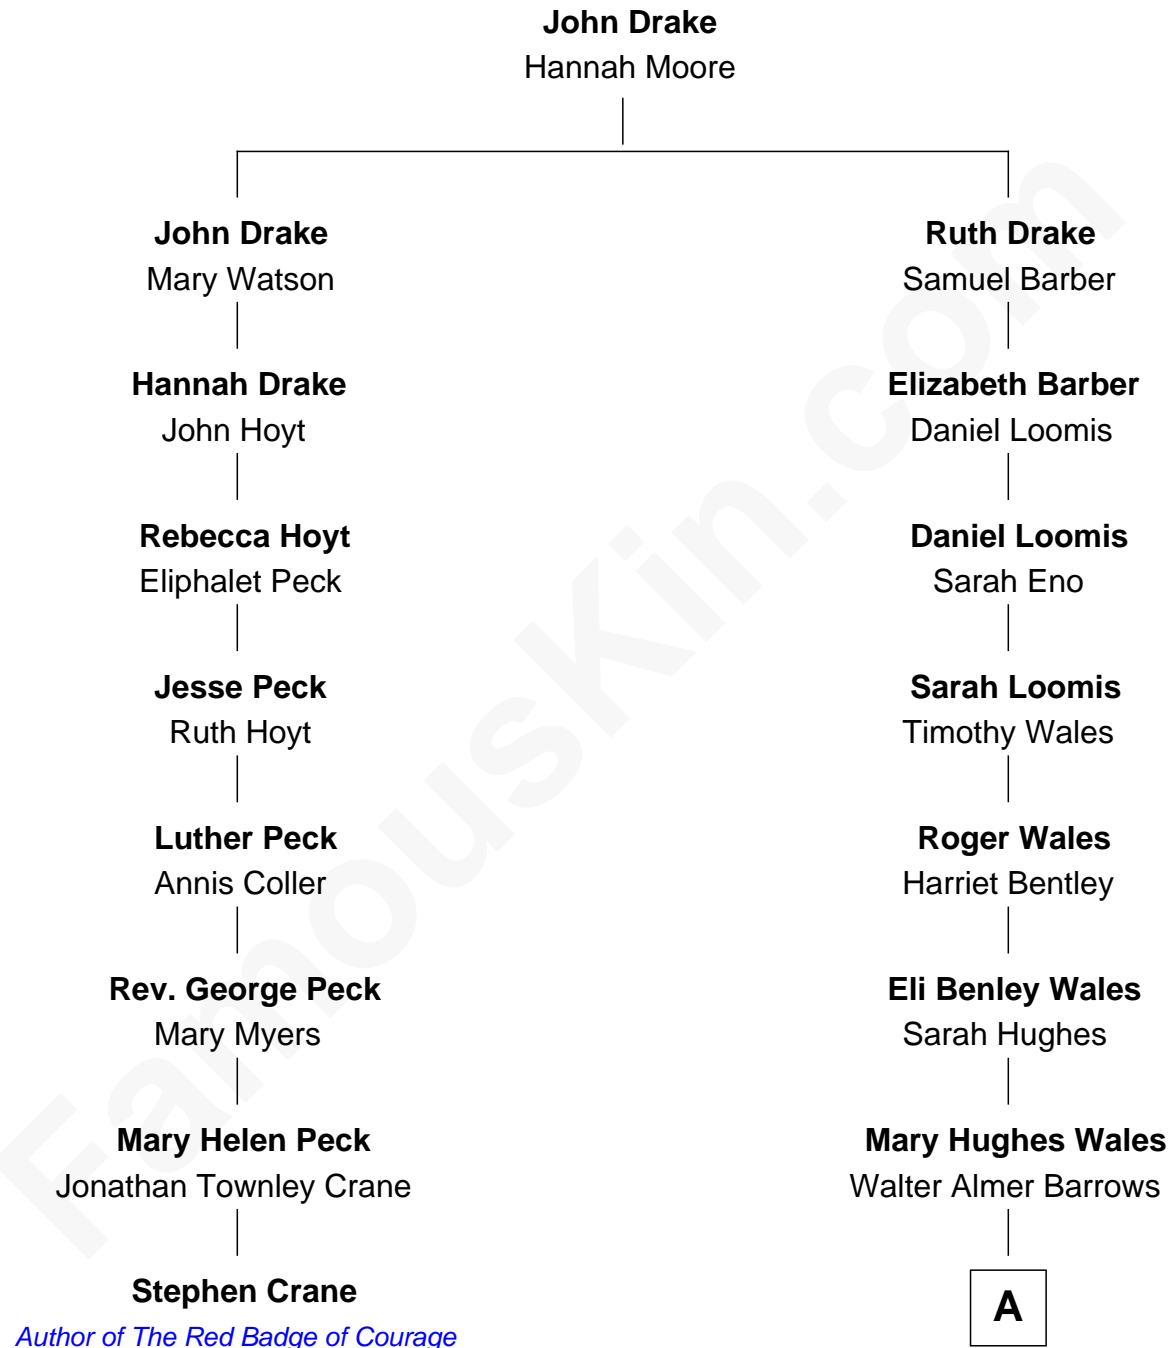 John Drake
Hannah Moore
John Drake
Mary Watson
Ruth Drake
Samuel Barber
Hannah Drake
John Hoyt
Elizabeth Barber
Daniel Loomis
Rebecca Hoyt
Eliphalet Peck
Daniel Loomis
Sarah Eno
Jesse Peck
Ruth Hoyt
Sarah Loomis
Timothy Wales
Luther Peck
Annis Coller
Roger Wales
Harriet Bentley
Rev. George Peck
Mary Myers
Eli Benley Wales
Sarah Hughes
Mary Helen Peck
Jonathan Townley Crane
Mary Hughes Wales
Walter Almer Barrows
Stephen Crane
Author of The Red Badge of Courage
A
FamousKin.com